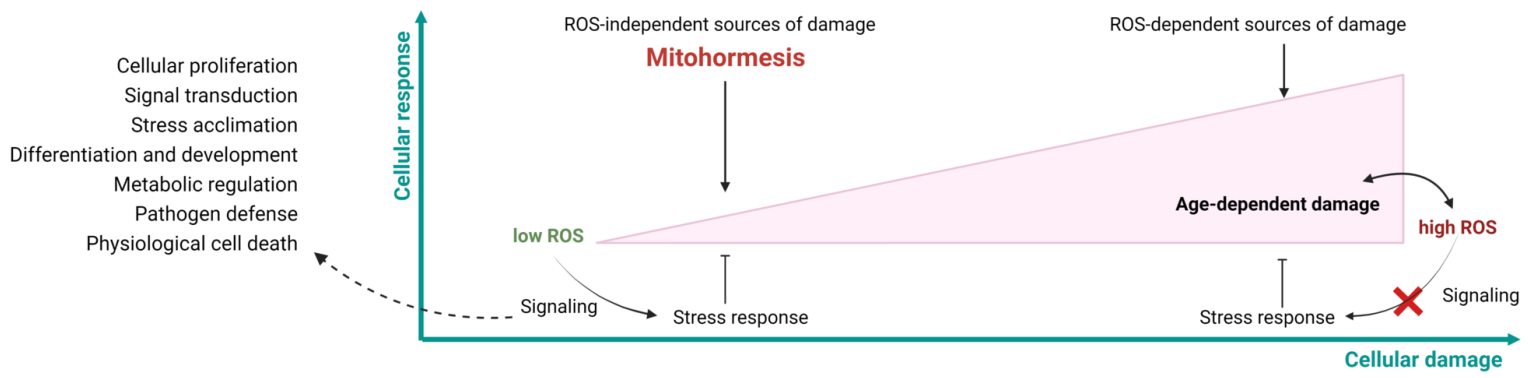 Cellular proliferation
Signal transduction
Stress acclimation
Differentiation and development
Metabolic regulation
Pathogen defense
Physiological cell death
Cellular response
ROS-independent sources of damage
Mitohormesis
ROS-dependent sources of damage
Age-dependent damage
low ROS
high ROS
Signaling
Stress response
Stress response
Signaling
Cellular damage